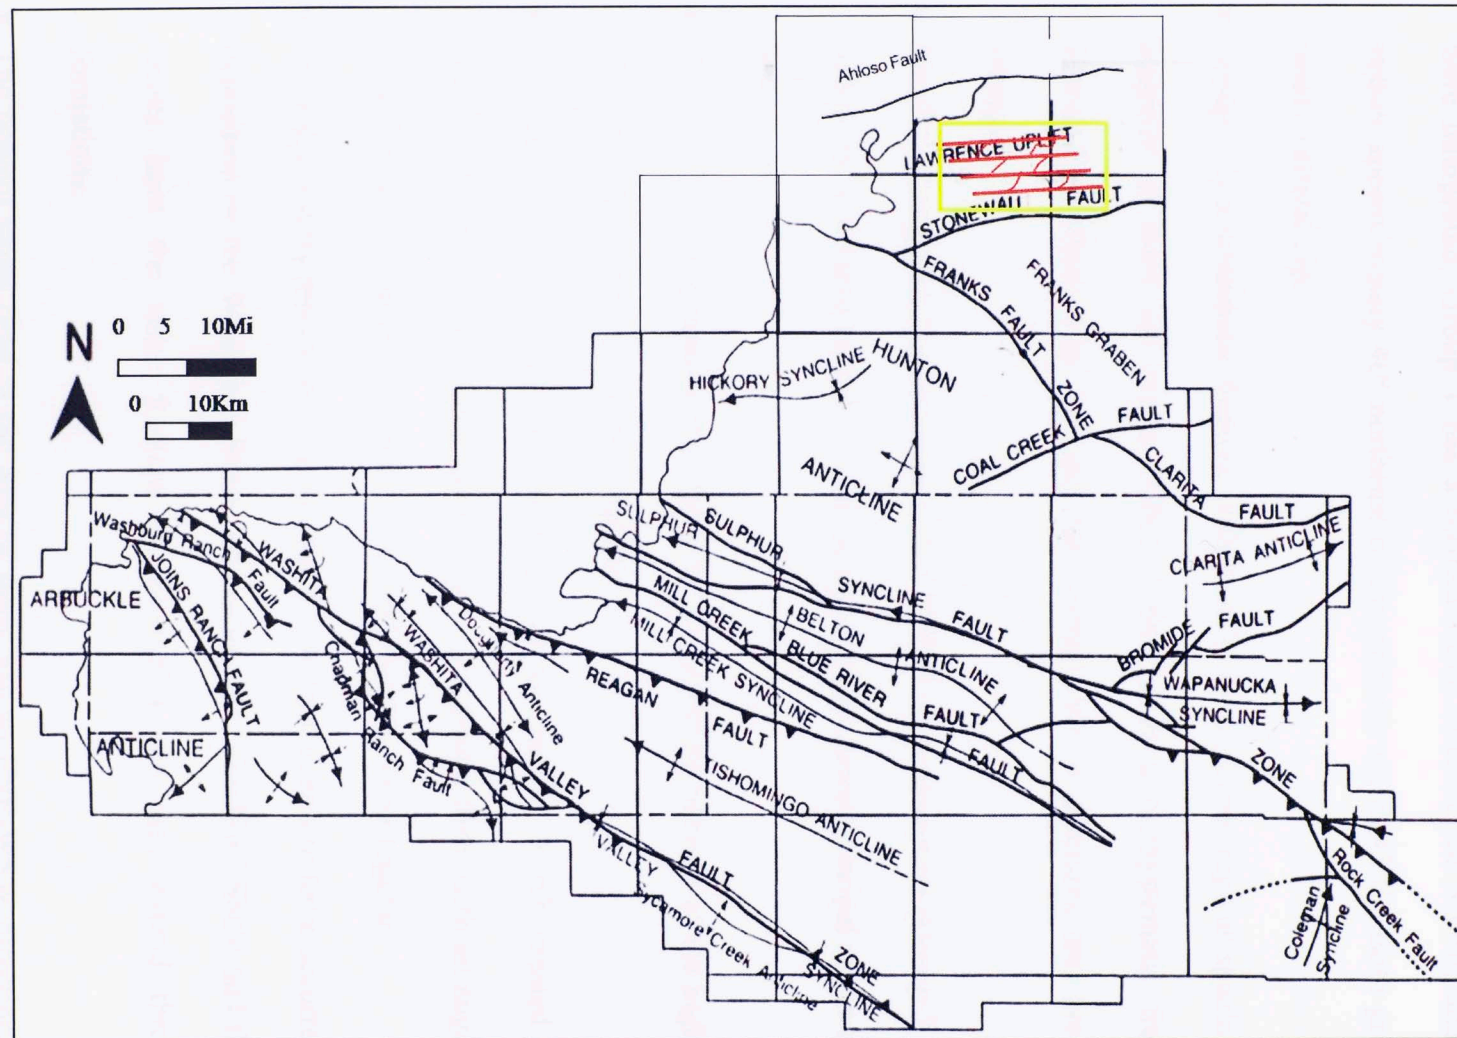 Ahloso Fault
LAWRENCE UPLIFT
STONEWALL FAULT
FRANKS FAULT ZONE
FRANKS GRABEN
N
0 5 10Mi
0 10Km
HICKORY SYNCLINE
HUNTON
ANTICLINE
COAL CREEK FAULT
CLARITA FAULT
CLARITA ANTICLINE
SULPHUR
SULPHUR
SYNCLINE
FAULT
ZONE
Washburg Ranch Fault
WASHITA
JOINS RANCH FAULT
ARBUCKLE
ANTICLINE
Chapman Ranch Fault
WASHITA
VALLEY
Dougherty Anticline
REAGAN
FAULT
MILL CREEK
MILL CREEK SYNCLINE
BELTON
ANTICLINE
BLUE RIVER
FAULT
FAULT
BROMIDE
FAULT
WAPANUCKA
SYNCLINE
TISHOMINGO ANTICLINE
VALLEY
FAULT
ZONE
SYNCLINE
Sycamore Creek Anticline
Rock Creek Fault
Coleman
Syncline